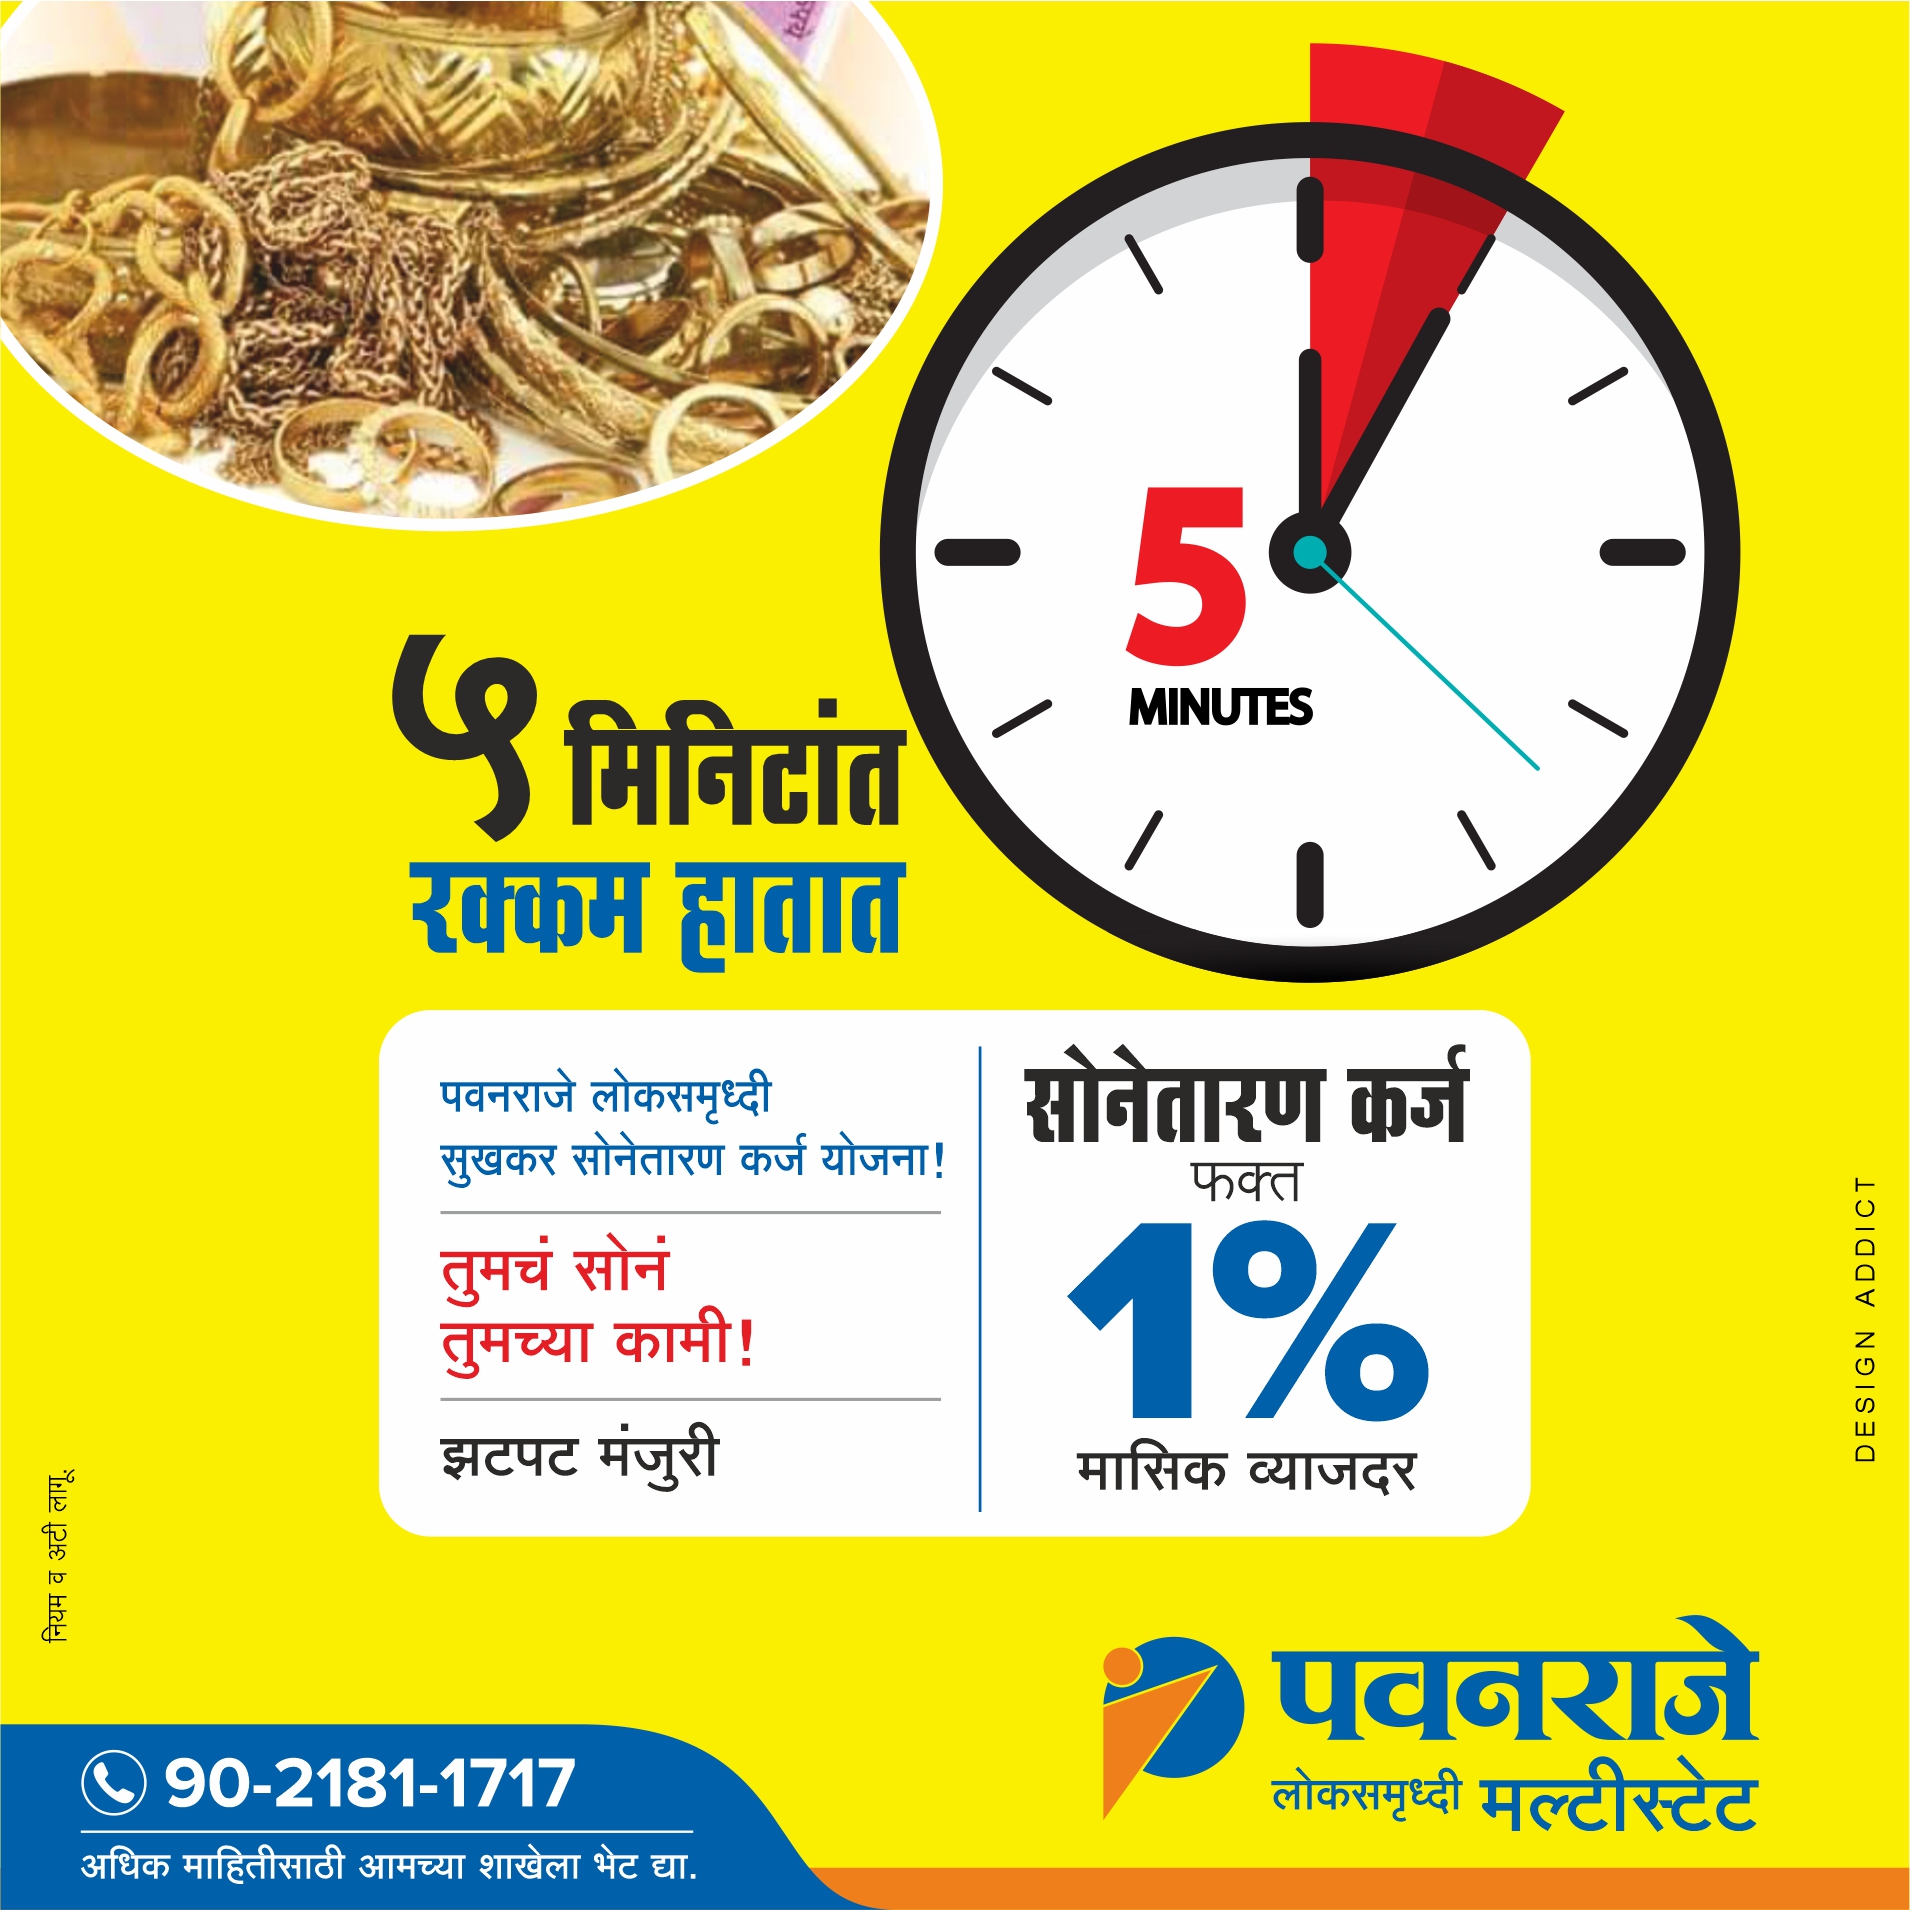 5
MINUTES
५ मिनिटांत
रक्कम हातात
पवनराजे लोकसमृध्दी
सुखकर सोनेतारण कर्ज योजना!
तुमचं सोनं
तुमच्या कामी!
झटपट मंजुरी
सोनेतारण कर्ज
फक्त
1%
मासिक व्याजदर
नियम व अटी लागू.
DESIGN ADDICT
पवनराजे
लोकसमृध्दी मल्टीस्टेट
90-2181-1717
अधिक माहितीसाठी आमच्या शाखेला भेट द्या.